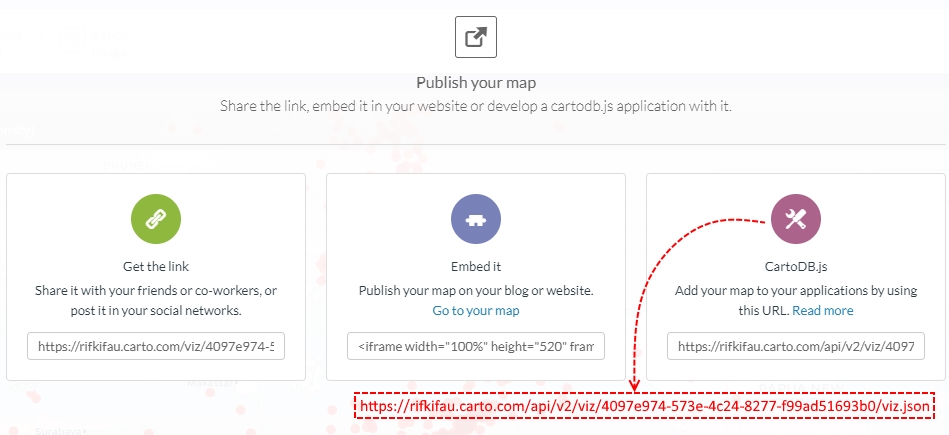 Publish your map
Share the link, embed it in your website or develop a cartodb.js application with it.
Get the link
Share it with your friends or co-workers, or
post it in your social networks.
https://rifkifau.carto.com/viz/4097e974-5
Embed it
Publish your map on your blog or website.
Go to your map
<iframe width="100%" height="520" fram
CartoDB.js
Add your map to your applications by using
this URL. Read more
https://rifkifau.carto.com/api/v2/viz/4097
https://rifkifau.carto.com/api/v2/viz/4097e974-573e-4c24-8277-f99ad51693b0/viz.json